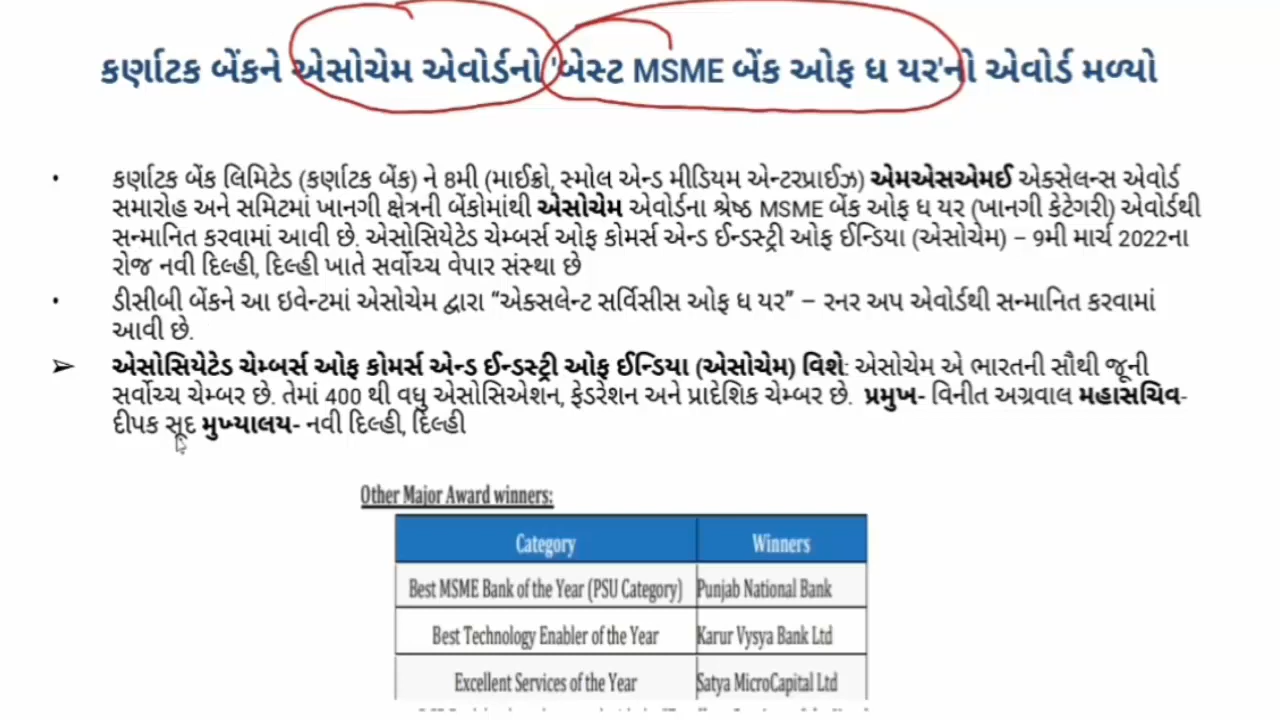 કર્ણાટક બેંકને એસોચેમ એવોર્ડનો 'બેસ્ટ MSME બેંક ઓફ ધ યર'નો એવોર્ડ મળ્યો
• કર્ણાટક બેંક લિમિટેડ (કર્ણાટક બેંક) ને 8મી (માઈક્રો, સ્મોલ એન્ડ મીડિયમ એન્ટરપ્રાઈઝ) એમએસએમઈ એક્સેલન્સ એવોર્ડ
સમારોહ અને સમિટમાં ખાનગી ક્ષેત્રની બેંકોમાંથી એસોચેમ એવોર્ડના શ્રેષ્ઠ MSME બેંક ઓફ ધ યર (ખાનગી કેટેગરી) એવોર્ડથી
સન્માનિત કરવામાં આવી છે. એસોસિયેટેડ ચેમ્બર્સ ઓફ કોમર્સ એન્ડ ઈન્ડસ્ટ્રી ઓફ ઈન્ડિયા (એસોચેમ) – 9મી માર્ચ 2022ના
રોજ નવી દિલ્હી, દિલ્હી ખાતે સર્વોચ્ચ વેપાર સંસ્થા છે
• ડીસીબી બેંકને આ ઇવેન્ટમાં એસોચેમ દ્વારા “એક્સલેન્ટ સર્વિસીસ ઓફ ધ યર” – રનર અપ એવોર્ડથી સન્માનિત કરવામાં
આવી છે.
➢ એસોસિયેટેડ ચેમ્બર્સ ઓફ કોમર્સ એન્ડ ઈન્ડસ્ટ્રી ઓફ ઈન્ડિયા (એસોચેમ) વિશે: એસોચેમ એ ભારતની સૌથી જૂની
સર્વોચ્ચ ચેમ્બર છે. તેમાં 400 થી વધુ એસોસિએશન, ફેડરેશન અને પ્રાદેશિક ચેમ્બર છે. પ્રમુખ- વિનીત અગ્રવાલ મહાસચિવ-
દીપક સૂદ મુખ્યાલય- નવી દિલ્હી, દિલ્હી
Other Major Award winners:
Category Winners
Best MSME Bank of the Year (PSU Category) Punjab National Bank
Best Technology Enabler of the Year Karur Vysya Bank Ltd
Excellent Services of the Year Satya MicroCapital Ltd